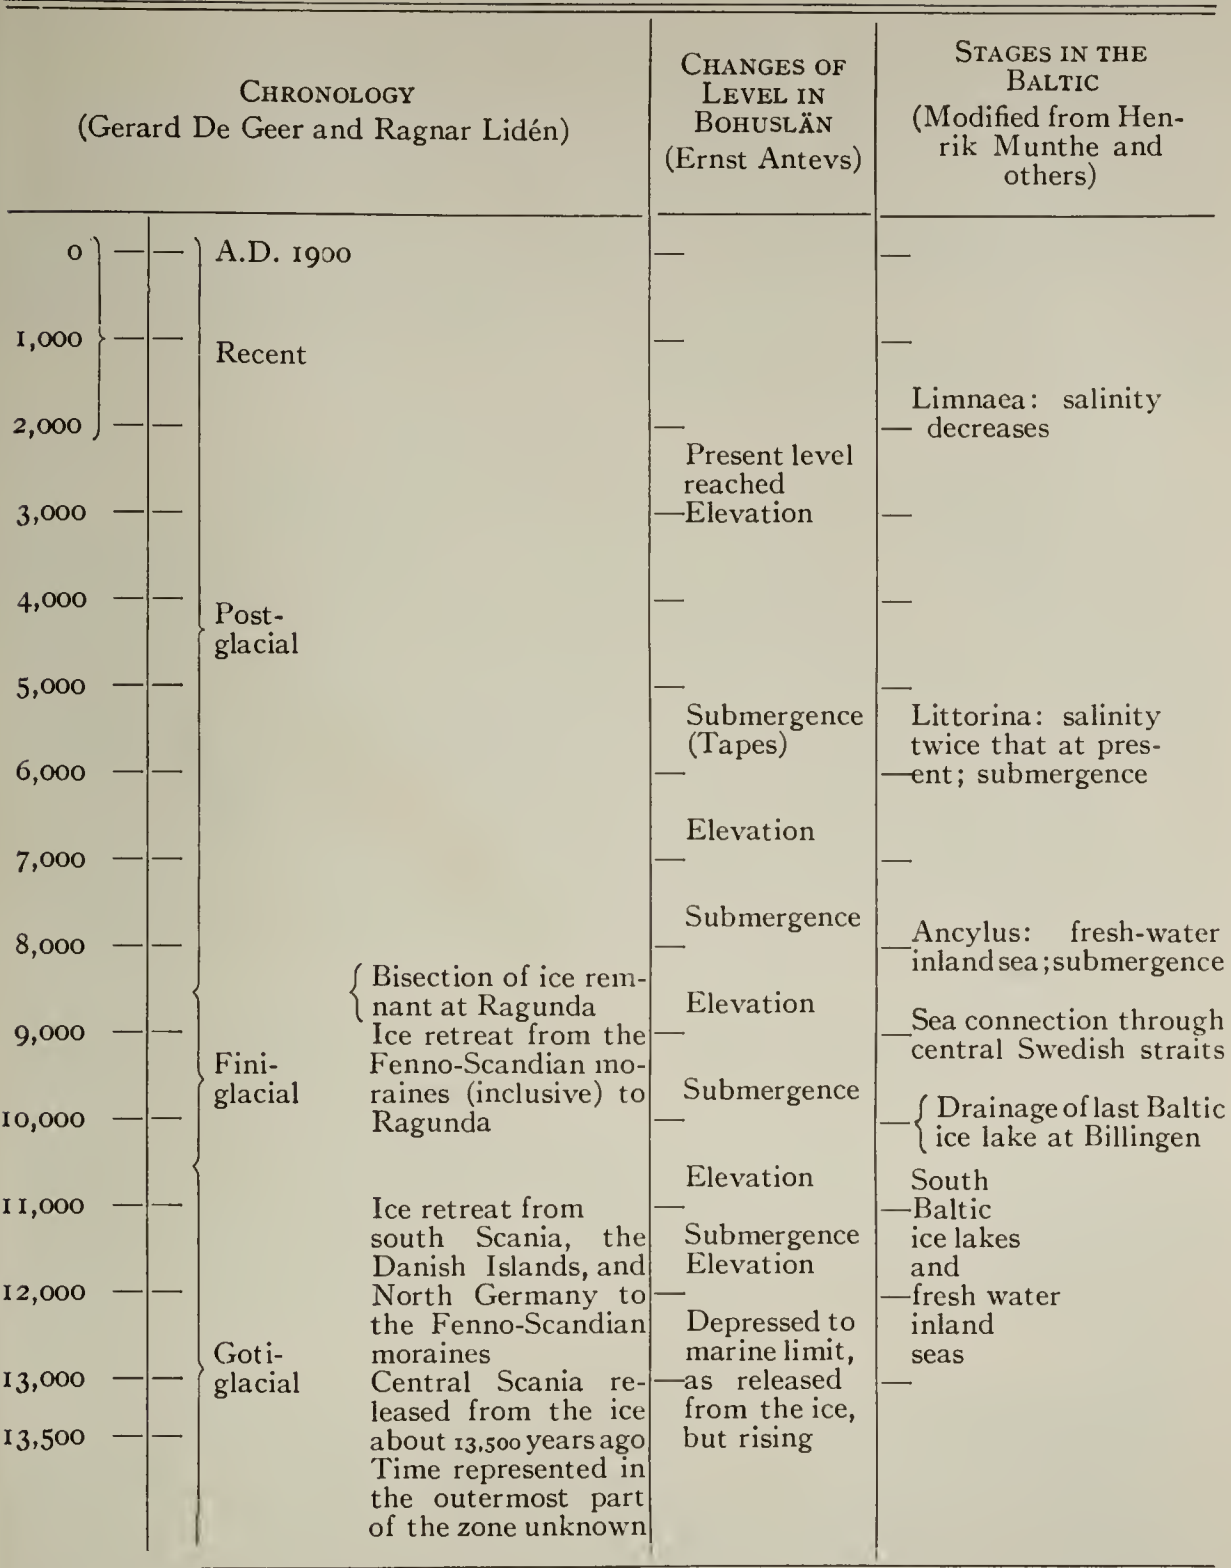 CHRONOLOGY
(Gerard De Geer and Ragnar Lidén)
CHANGES OF
LEVEL IN
BOHUSLÄN
(Ernst Antevs)
STAGES IN THE
BALTIC
(Modified from Hen-
rik Munthe and
others)
0
1,000
2,000
3,000
4,000
5,000
6,000
7,000
8,000
9,000
10,000
11,000
12,000
13,000
13,500
A.D. 1900
Recent
Post-
glacial
Fini-
glacial
Goti-
glacial
Bisection of ice rem-
nant at Ragunda
Ice retreat from the
Fenno-Scandian mo-
raines (inclusive) to
Ragunda
Ice retreat from
south Scania, the
Danish Islands, and
North Germany to
the Fenno-Scandian
moraines
Central Scania re-
leased from the ice
about 13,500 years ago
Time represented in
the outermost part
of the zone unknown
Present level
reached
Elevation
Submergence
(Tapes)
Elevation
Submergence
Elevation
Submergence
Elevation
Submergence
Elevation
Depressed to
marine limit,
as released
from the ice,
but rising
Limnaea: salinity
decreases
Littorina: salinity
twice that at pres-
ent; submergence
Ancylus: fresh-water
inland sea; submergence
Sea connection through
central Swedish straits
Drainage of last Baltic
ice lake at Billingen
South
Baltic
ice lakes
and
fresh water
inland
seas